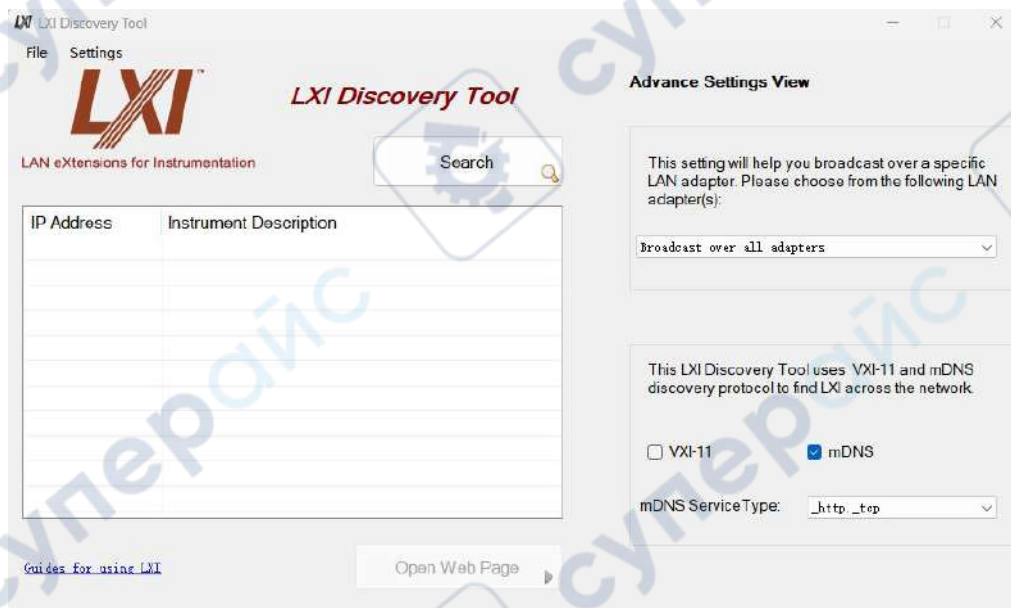 LXI LXI Discovery Tool
File Settings
LXI™
LAN eXtensions for Instrumentation
LXI Discovery Tool
Search
IP Address Instrument Description
Guides for using LXI
Open Web Page
Advance Settings View
This setting will help you broadcast over a specific
LAN adapter. Please choose from the following LAN
adapter(s):
Broadcast over all adapters
This LXI Discovery Tool uses VXI-11 and mDNS
discovery protocol to find LXI across the network.
VXI-11 mDNS
mDNS Service Type: _http._tcp
суперайс